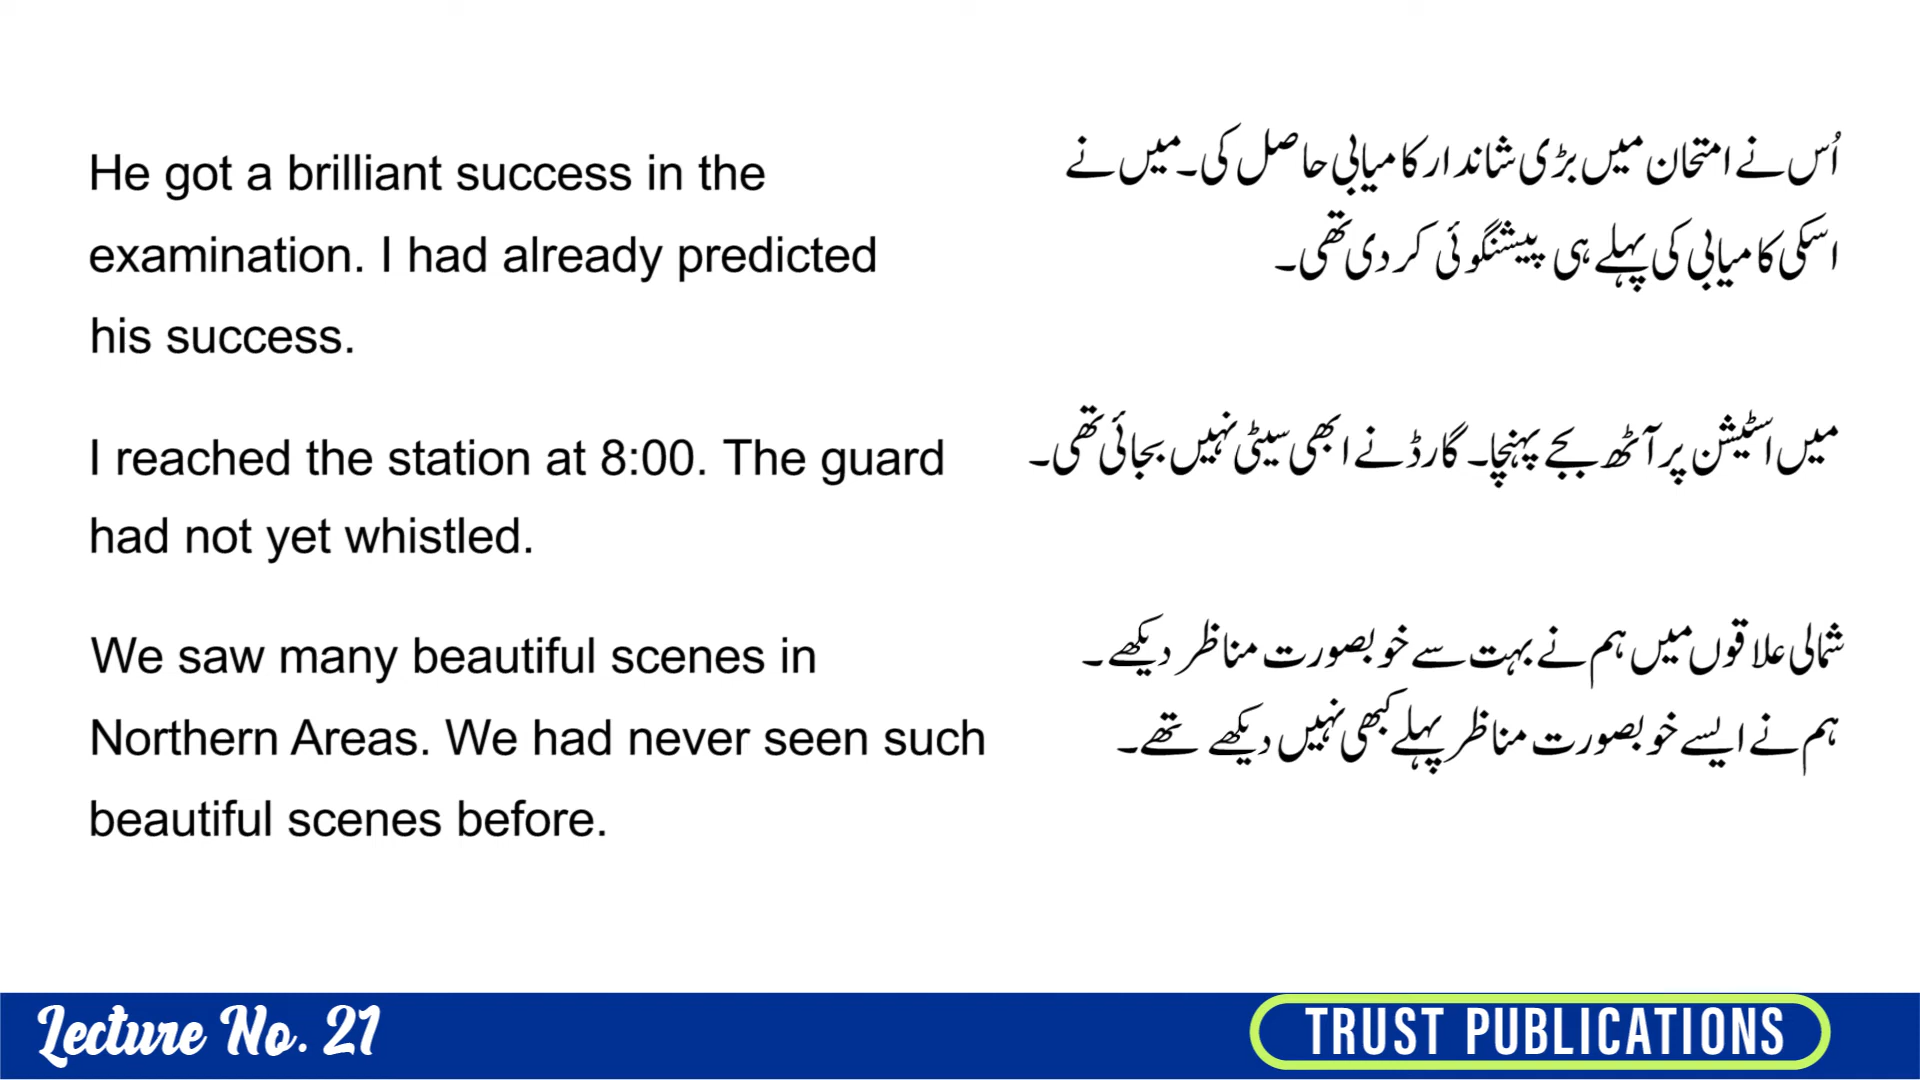 He got a brilliant success in the
examination. I had already predicted
his success.
اُس نے امتحان میں بڑی شاندار کامیابی حاصل کی۔ میں نے
اسکی کامیابی کی پہلے ہی پیشنگوئی کر دی تھی۔
I reached the station at 8:00. The guard
had not yet whistled.
میں اسٹیشن پر آٹھ بجے پہنچا۔ گارڈ نے ابھی سیٹی نہیں بجائی تھی۔
We saw many beautiful scenes in
Northern Areas. We had never seen such
beautiful scenes before.
شمالی علاقوں میں ہم نے بہت سے خوبصورت مناظر دیکھے۔
ہم نے ایسے خوبصورت مناظر پہلے کبھی نہیں دیکھے تھے۔
Lecture No. 21
TRUST PUBLICATIONS